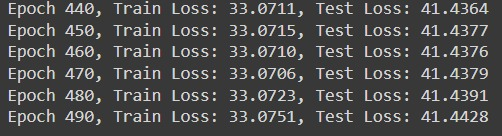 Epoch 440, Train Loss: 33.0711, Test Loss: 41.4364
Epoch 450, Train Loss: 33.0715, Test Loss: 41.4377
Epoch 460, Train Loss: 33.0710, Test Loss: 41.4376
Epoch 470, Train Loss: 33.0706, Test Loss: 41.4379
Epoch 480, Train Loss: 33.0723, Test Loss: 41.4391
Epoch 490, Train Loss: 33.0751, Test Loss: 41.4428